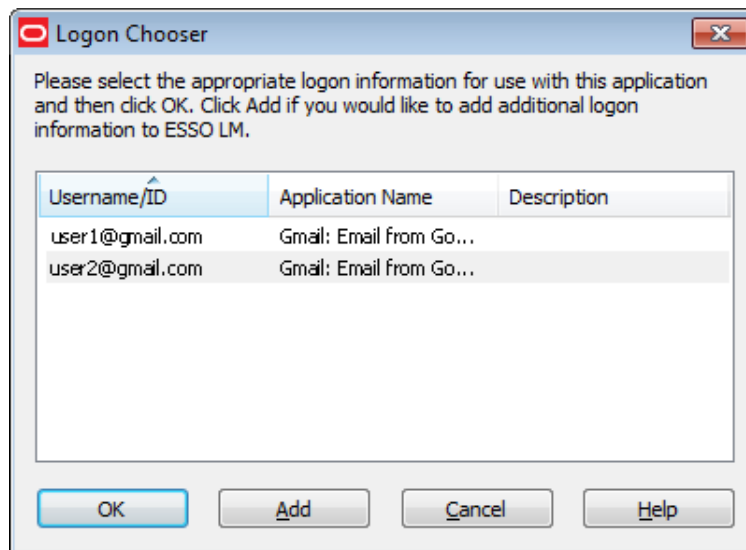 Logon Chooser
Please select the appropriate logon information for use with this application
and then click OK. Click Add if you would like to add additional logon
information to ESSO LM.
Username/ID Application Name Description
user1@gmail.com Gmail: Email from Go...
user2@gmail.com Gmail: Email from Go...
OK Add Cancel Help